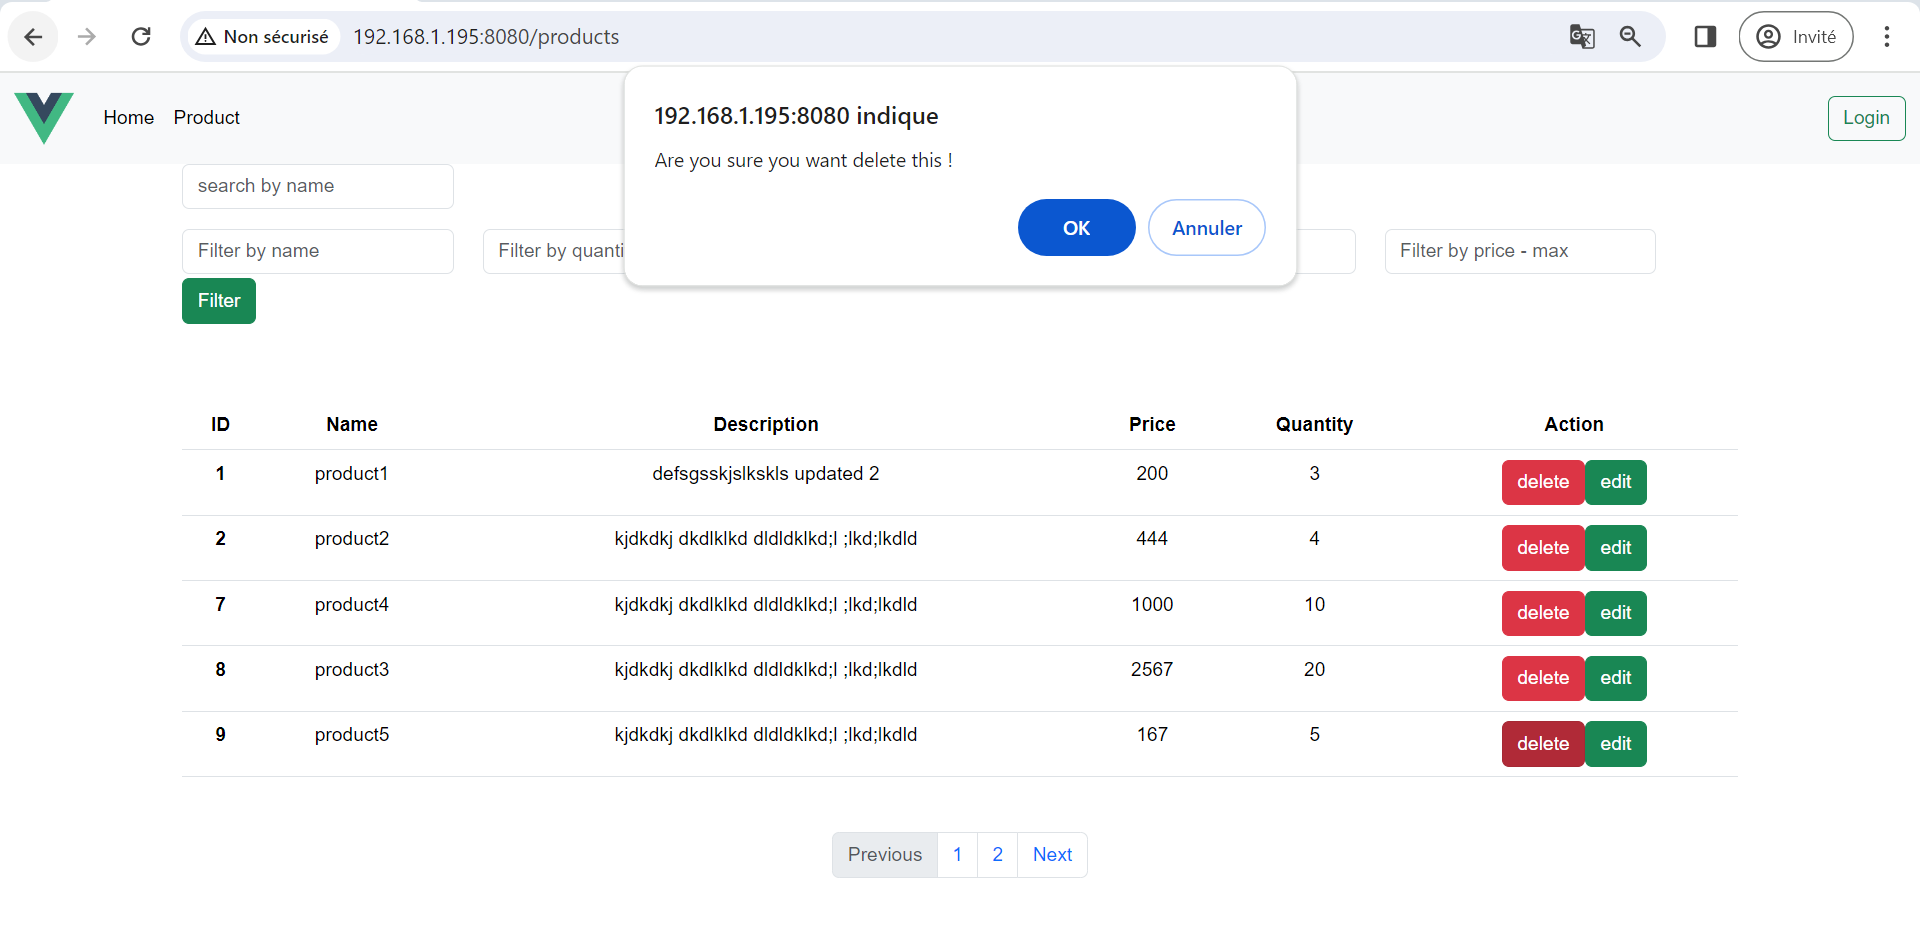 Non sécurisé 192.168.1.195:8080/products Invité
Home Product Login
192.168.1.195:8080 indique
Are you sure you want delete this !
OK Annuler
search by name
Filter by name Filter by quanti Filter by price - max
Filter
ID Name Description Price Quantity Action
1 product1 defsgsskjslkskls updated 2 200 3 delete edit
2 product2 kjdkdkj dkdlklkd dldldklkd;l ;lkd;lkdld 444 4 delete edit
7 product4 kjdkdkj dkdlklkd dldldklkd;l ;lkd;lkdld 1000 10 delete edit
8 product3 kjdkdkj dkdlklkd dldldklkd;l ;lkd;lkdld 2567 20 delete edit
9 product5 kjdkdkj dkdlklkd dldldklkd;l ;lkd;lkdld 167 5 delete edit
Previous 1 2 Next